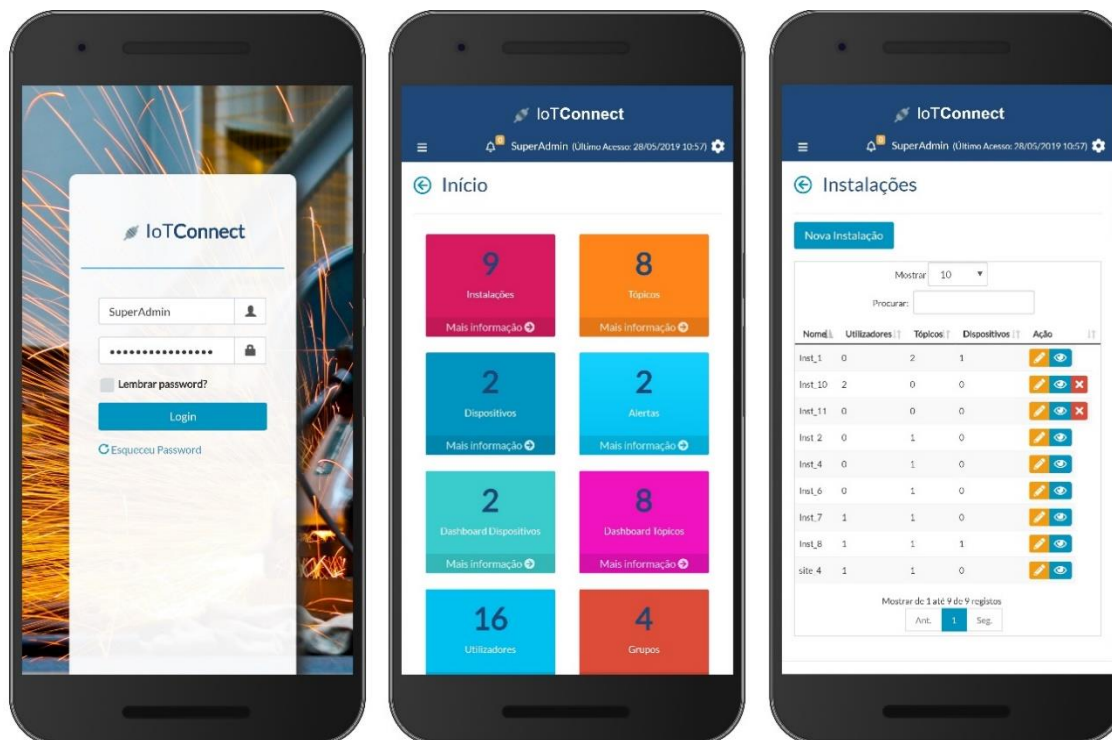 IoTConnect
SuperAdmin
••••••••••••••••
Lembrar password?
Login
Esqueceu Password
IoTConnect
0 SuperAdmin (Último Acesso: 28/05/2019 10:57)
Início
9
Instalações
Mais informação
8
Tópicos
Mais informação
2
Dispositivos
Mais informação
2
Alertas
Mais informação
2
Dashboard Dispositivos
Mais informação
8
Dashboard Tópicos
Mais informação
16
Utilizadores
4
Grupos
IoTConnect
0 SuperAdmin (Último Acesso: 28/05/2019 10:57)
Instalações
Nova Instalação
Mostrar 10
Procurar:
Nome Utilizadores Tópicos Dispositivos Ação
Inst_1 0 2 1
Inst_10 2 0 0
Inst_11 0 0 0
Inst_2 0 1 0
Inst_4 0 1 0
Inst_6 0 1 0
Inst_7 1 1 0
Inst_8 1 1 1
site_4 1 1 0
Mostrar de 1 até 9 de 9 registos
Ant. 1 Seg.